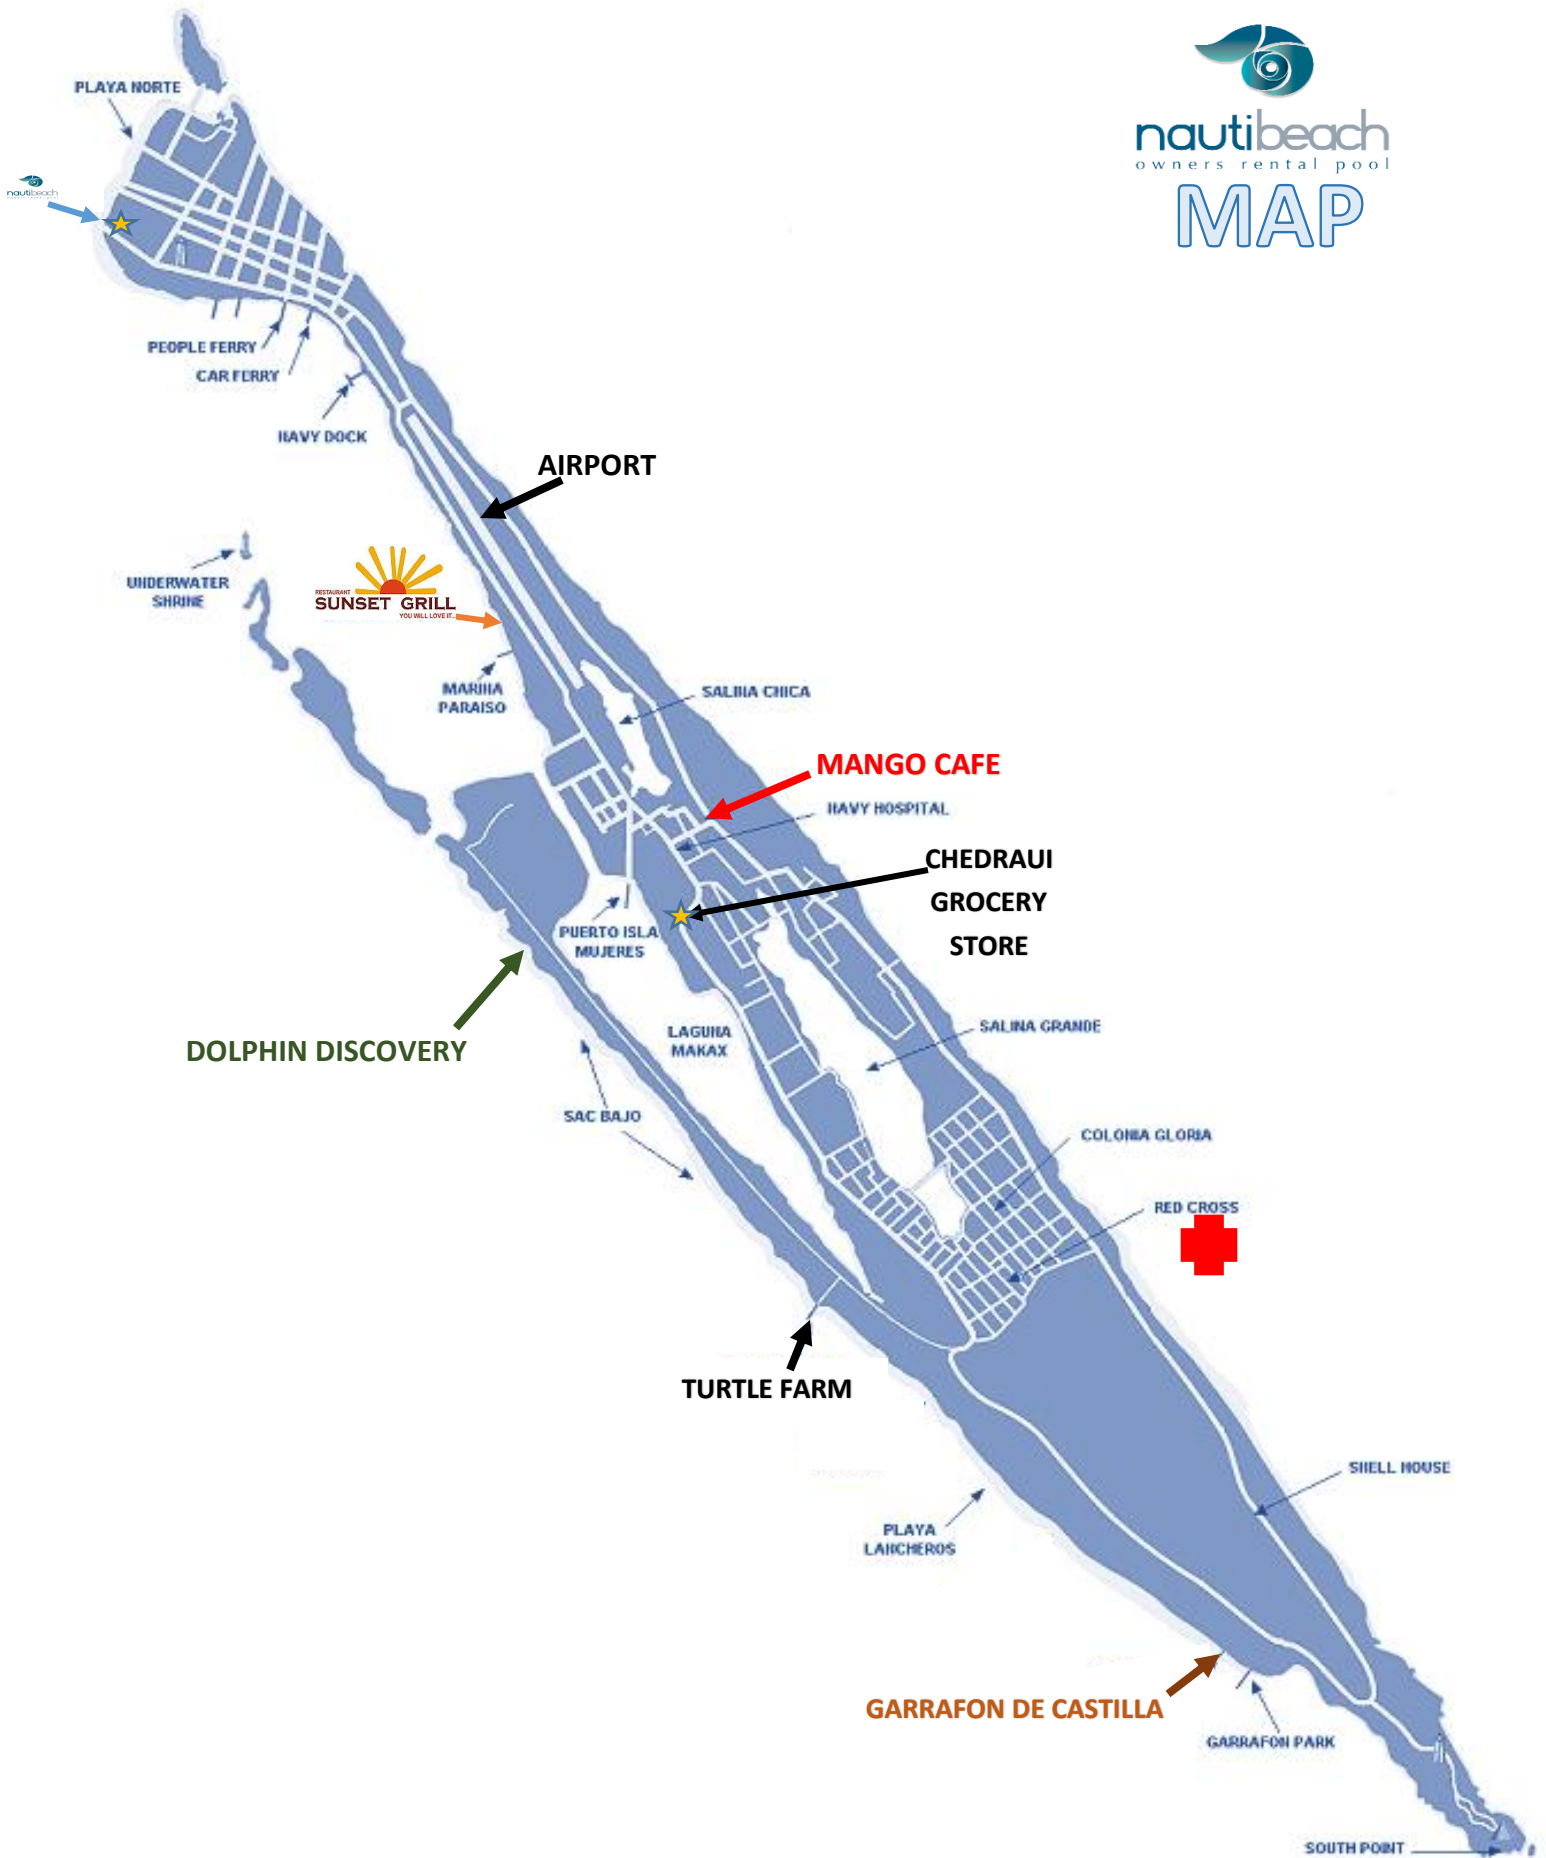 nautibeach
owners rental pool
MAP
PLAYA NORTE
nautibeach
PEOPLE FERRY
CAR FERRY
NAVY DOCK
AIRPORT
UNDERWATER
SHRINE
RESTAURANT
SUNSET GRILL
YOU WILL LOVE IT..
MARINA
PARAISO
SALINA CHICA
MANGO CAFE
NAVY HOSPITAL
CHEDRAUI
GROCERY
STORE
PUERTO ISLA
MUJERES
DOLPHIN DISCOVERY
LAGUNA
MAKAX
SALINA GRANDE
SAC BAJO
COLONIA GLORIA
RED CROSS
TURTLE FARM
SHELL HOUSE
PLAYA
LANCHEROS
GARRAFON DE CASTILLA
GARRAFON PARK
SOUTH POINT